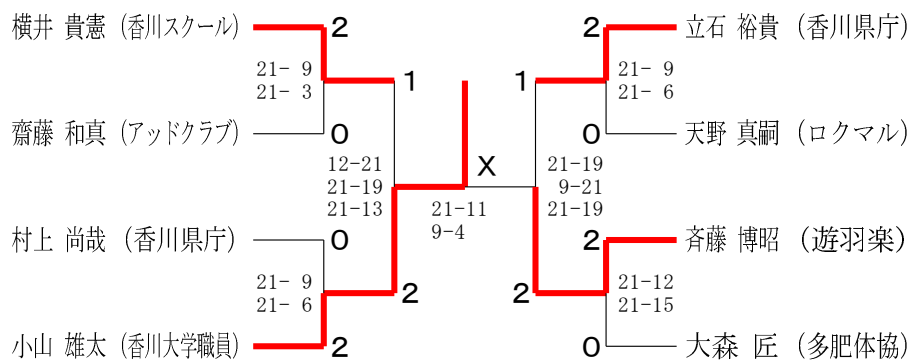 横井 貴憲 (香川スクール) 2 2 立石 裕貴 (香川県庁)
21- 9 21- 9
21- 3 1 1 21- 6
齋藤 和真 (アッドクラブ) 0 0 天野 真嗣 (ロクマル)
12-21 X 21-19
21-19 9-21
21-13 21-11 21-19
9-4
村上 尚哉 (香川県庁) 0 2 斉藤 博昭 (遊羽楽)
21- 9 21-12
21- 6 2 2 21-15
小山 雄太 (香川大学職員) 2 0 大森 匠 (多肥体協)